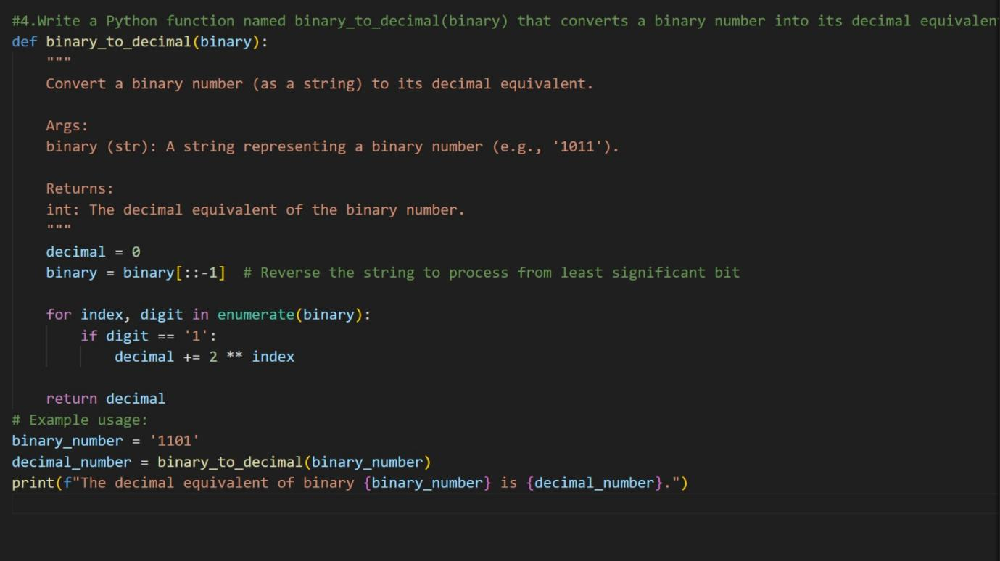 #4.Write a Python function named binary_to_decimal(binary) that converts a binary number into its decimal
def binary_to_decimal(binary):
    """
    Convert a binary number (as a string) to its decimal equivalent.
    Args:
    binary (str): A string representing a binary number (e.g., '1011').
    Returns:
    int: The decimal equivalent of the binary number.
    """
    decimal = 0
    binary = binary[::-1]  # Reverse the string to process from least significant bit
    for index, digit in enumerate(binary):
        if digit == '1':
            decimal += 2 ** index
    return decimal
# Example usage:
binary_number = '1101'
decimal_number = binary_to_decimal(binary_number)
print(f"The decimal equivalent of binary {binary_number} is {decimal_number}.")